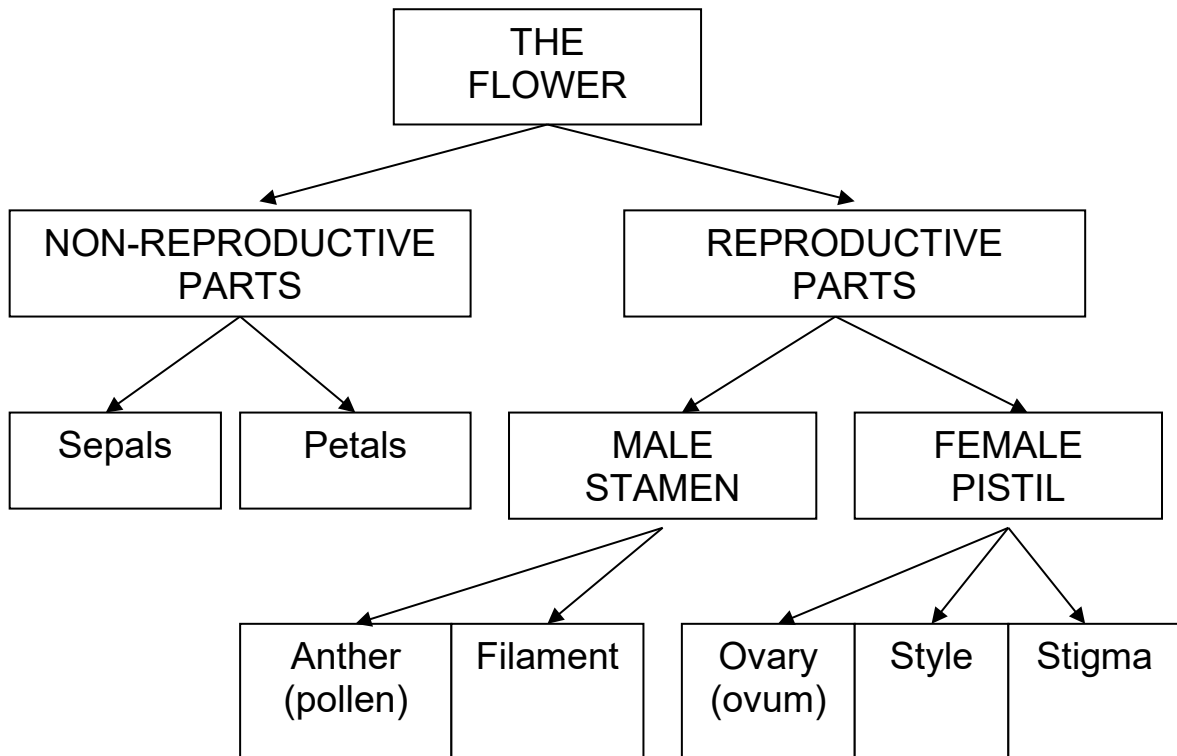 THE
FLOWER
NON-REPRODUCTIVE
PARTS
REPRODUCTIVE
PARTS
Sepals
Petals
MALE
STAMEN
FEMALE
PISTIL
Anther
(pollen)
Filament
Ovary
(ovum)
Style
Stigma